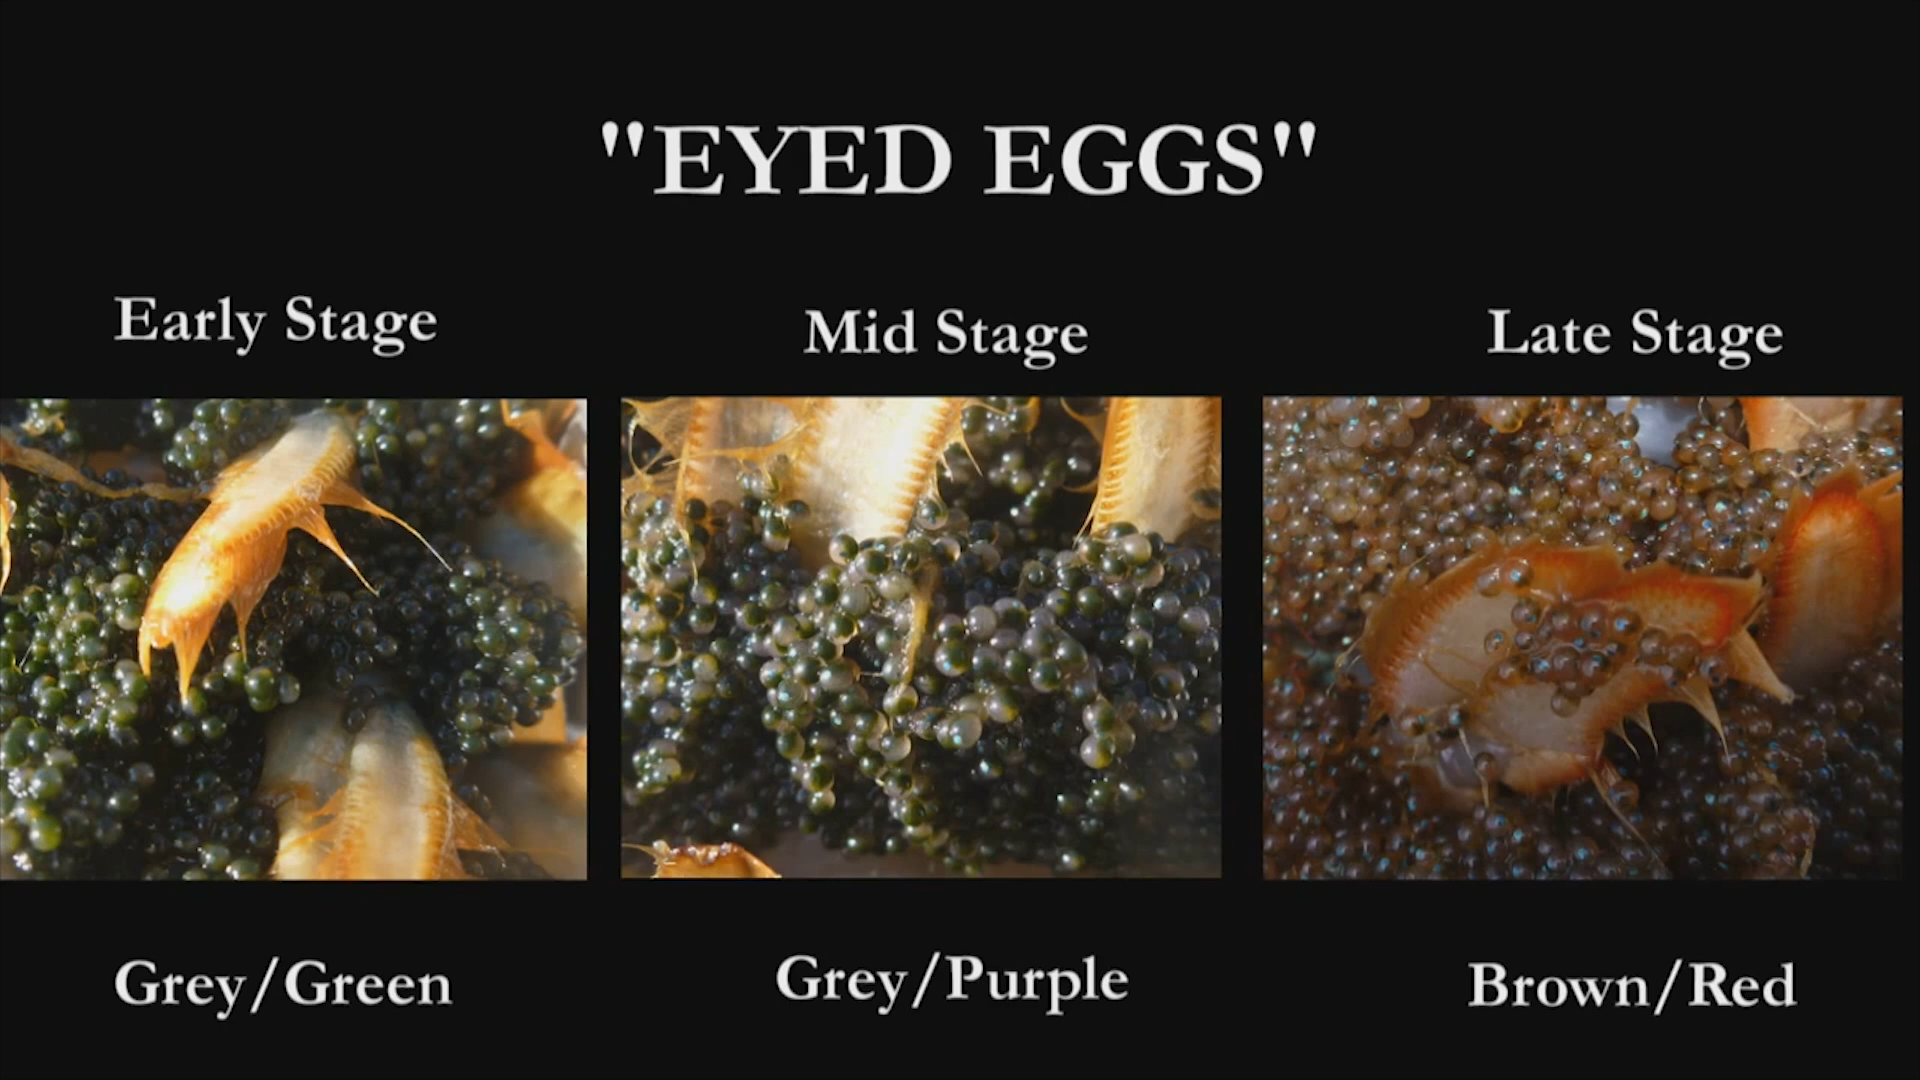 "EYED EGGS"
Early Stage
Mid Stage
Late Stage
Grey/Green
Grey/Purple
Brown/Red